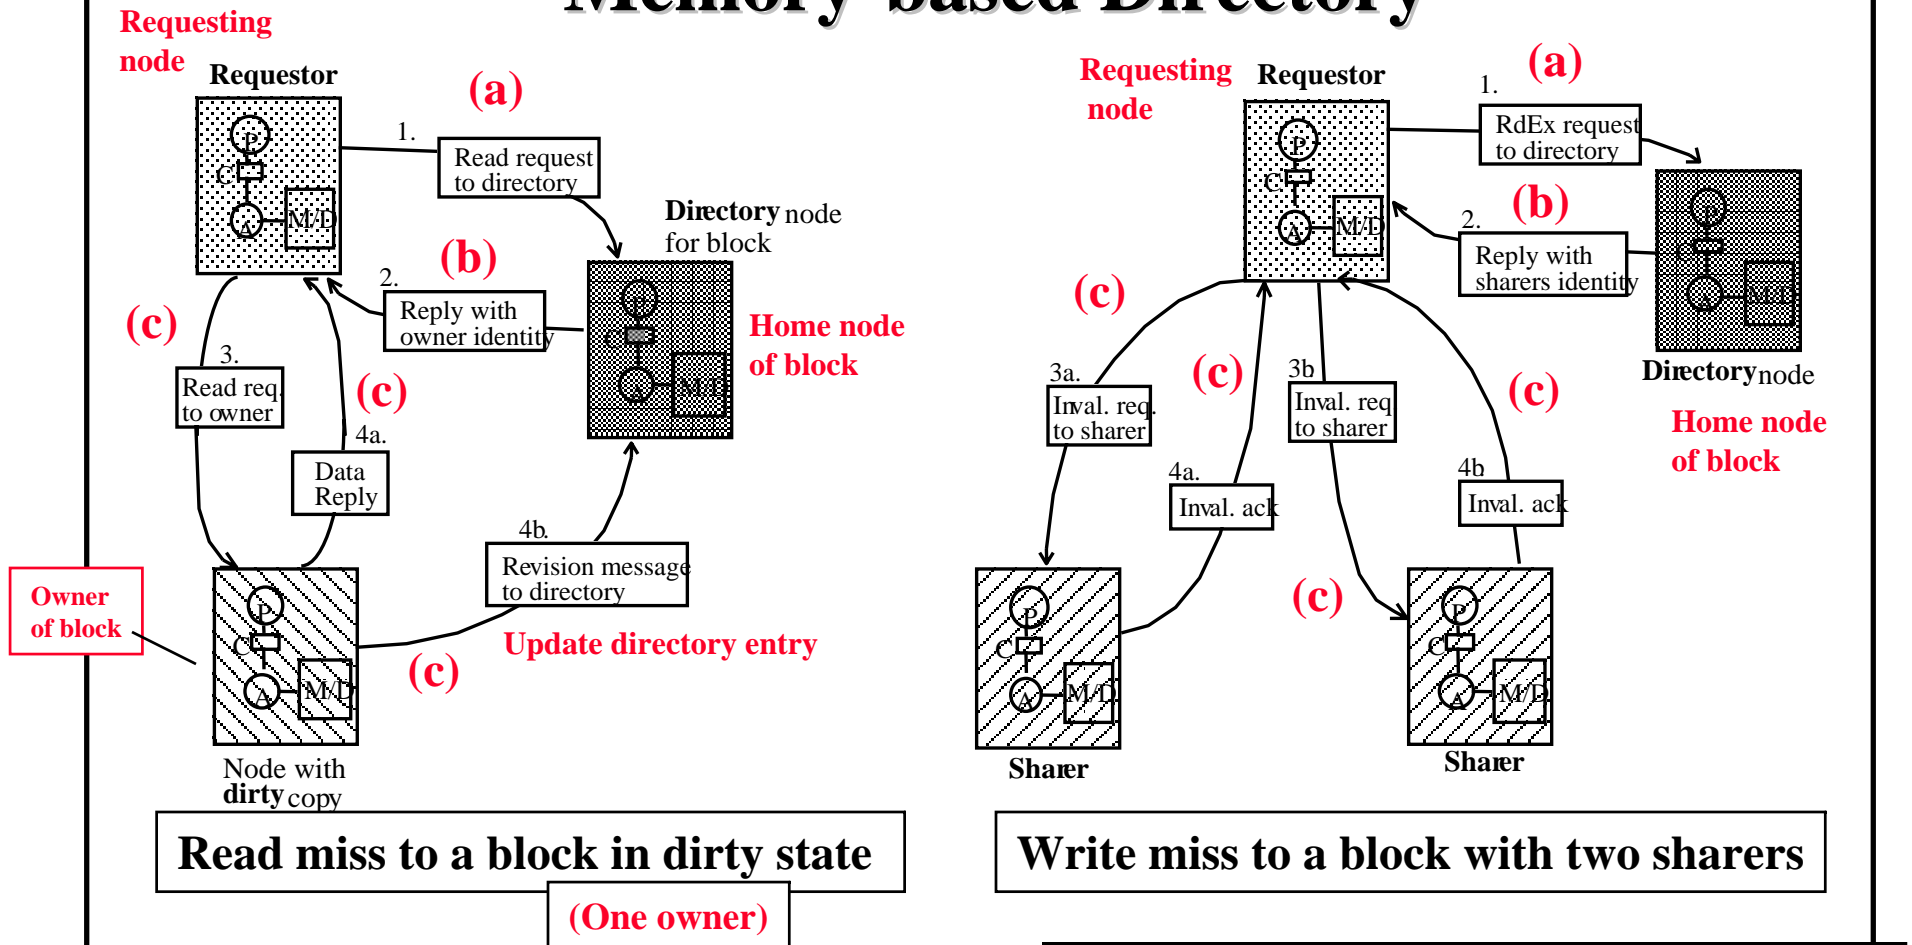 Memory-based Directory
Requesting
node
Requestor
(a)
1.
Read request
to directory
P
C
A
M/D
Directory node
for block
(b)
2.
Reply with
owner identity
P
C
A
M/D
Home node
of block
(c)
3.
Read req.
to owner
(c)
4a.
Data
Reply
4b.
Revision message
to directory
Update directory entry
(c)
Owner
of block
P
C
A
M/D
Node with
dirty copy
Read miss to a block in dirty state
(One owner)
Requesting
node
Requestor
(a)
1.
RdEx request
to directory
P
C
A
M/D
(b)
2.
Reply with
sharers identity
P
C
A
M/D
Directory node
Home node
of block
(c)
3a.
Inval. req.
to sharer
(c)
4a.
Inval. ack
3b
Inval. req
to sharer
(c)
(c)
4b
Inval. ack
P
C
A
M/D
Sharer
P
C
A
M/D
Sharer
Write miss to a block with two sharers